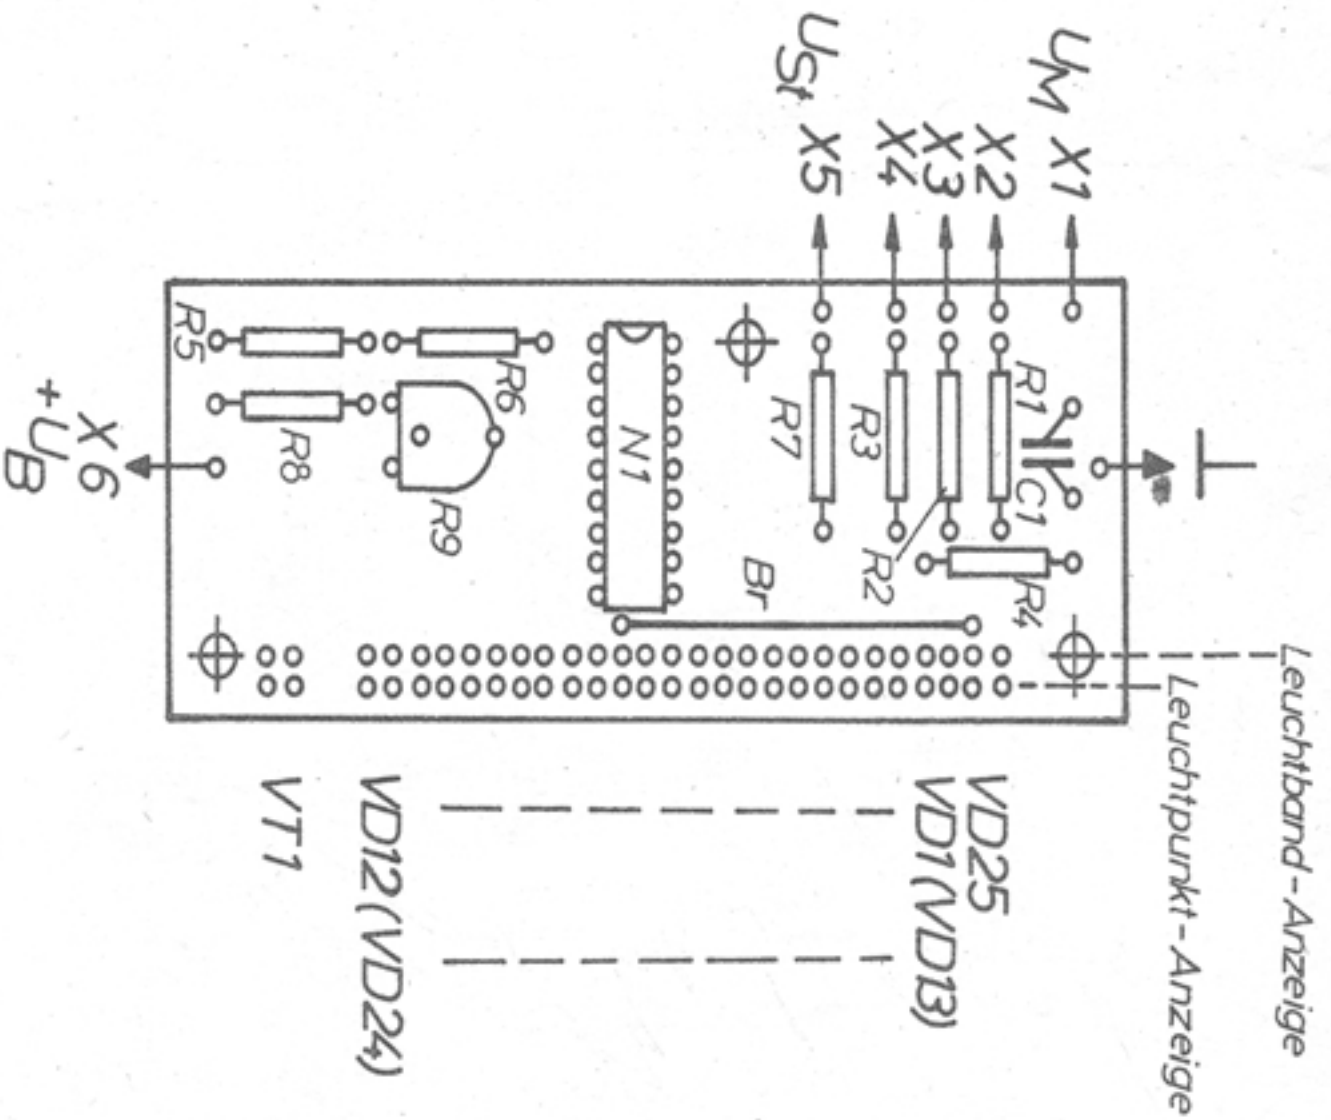 UM X1
X2
X3
X4
USt X5
R1
C1
R2
R3
R4
R7
Br
N1
R6
R9
R5
R8
X6
+UB
Leuchtband-Anzeige
Leuchtpunkt-Anzeige
VD25
VD1(VD13)
VD12(VD24)
VT1